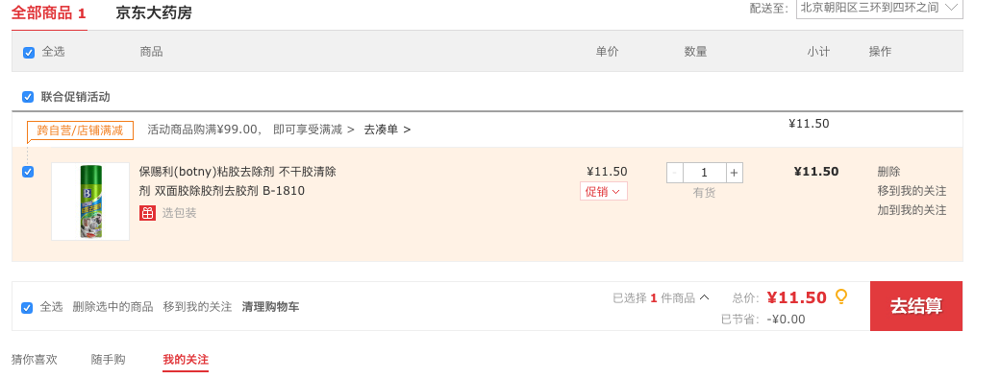 全部商品 1 京东大药房 配送至: 北京朝阳区三环到四环之间
全选 商品 单价 数量 小计 操作
联合促销活动
跨自营/店铺满减 活动商品购满¥99.00, 即可享受满减 > 去凑单 > ¥11.50
保赐利(botny)粘胶去除剂 不干胶清除 ¥11.50 - 1 + ¥11.50 删除
剂 双面胶除胶剂去胶剂 B-1810 促销 有货 移到我的关注
选包装 加到我的关注
全选 删除选中的商品 移到我的关注 清理购物车 已选择 1 件商品 总价: ¥11.50 去结算
已节省: -¥0.00
猜你喜欢 随手购 我的关注